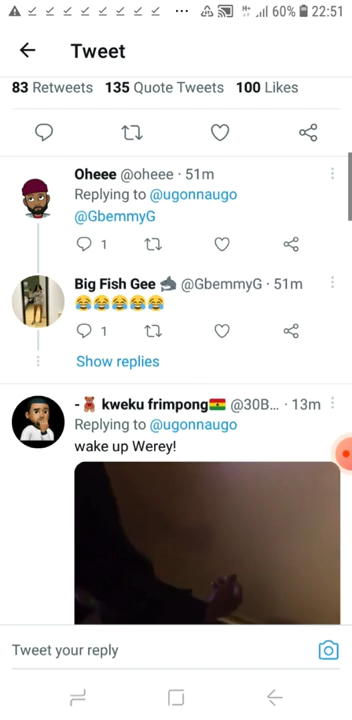 60% 22:51
Tweet
83 Retweets 135 Quote Tweets 100 Likes
Oheee @oheee · 51m
Replying to @ugonnaugo
@GbemmyG
1
Big Fish Gee 🦈 @GbemmyG · 51m
😂😂😂😂😂
1
Show replies
- 🧸 kweku frimpong🇬🇭 @30B... · 13m
Replying to @ugonnaugo
wake up Werey!
Tweet your reply